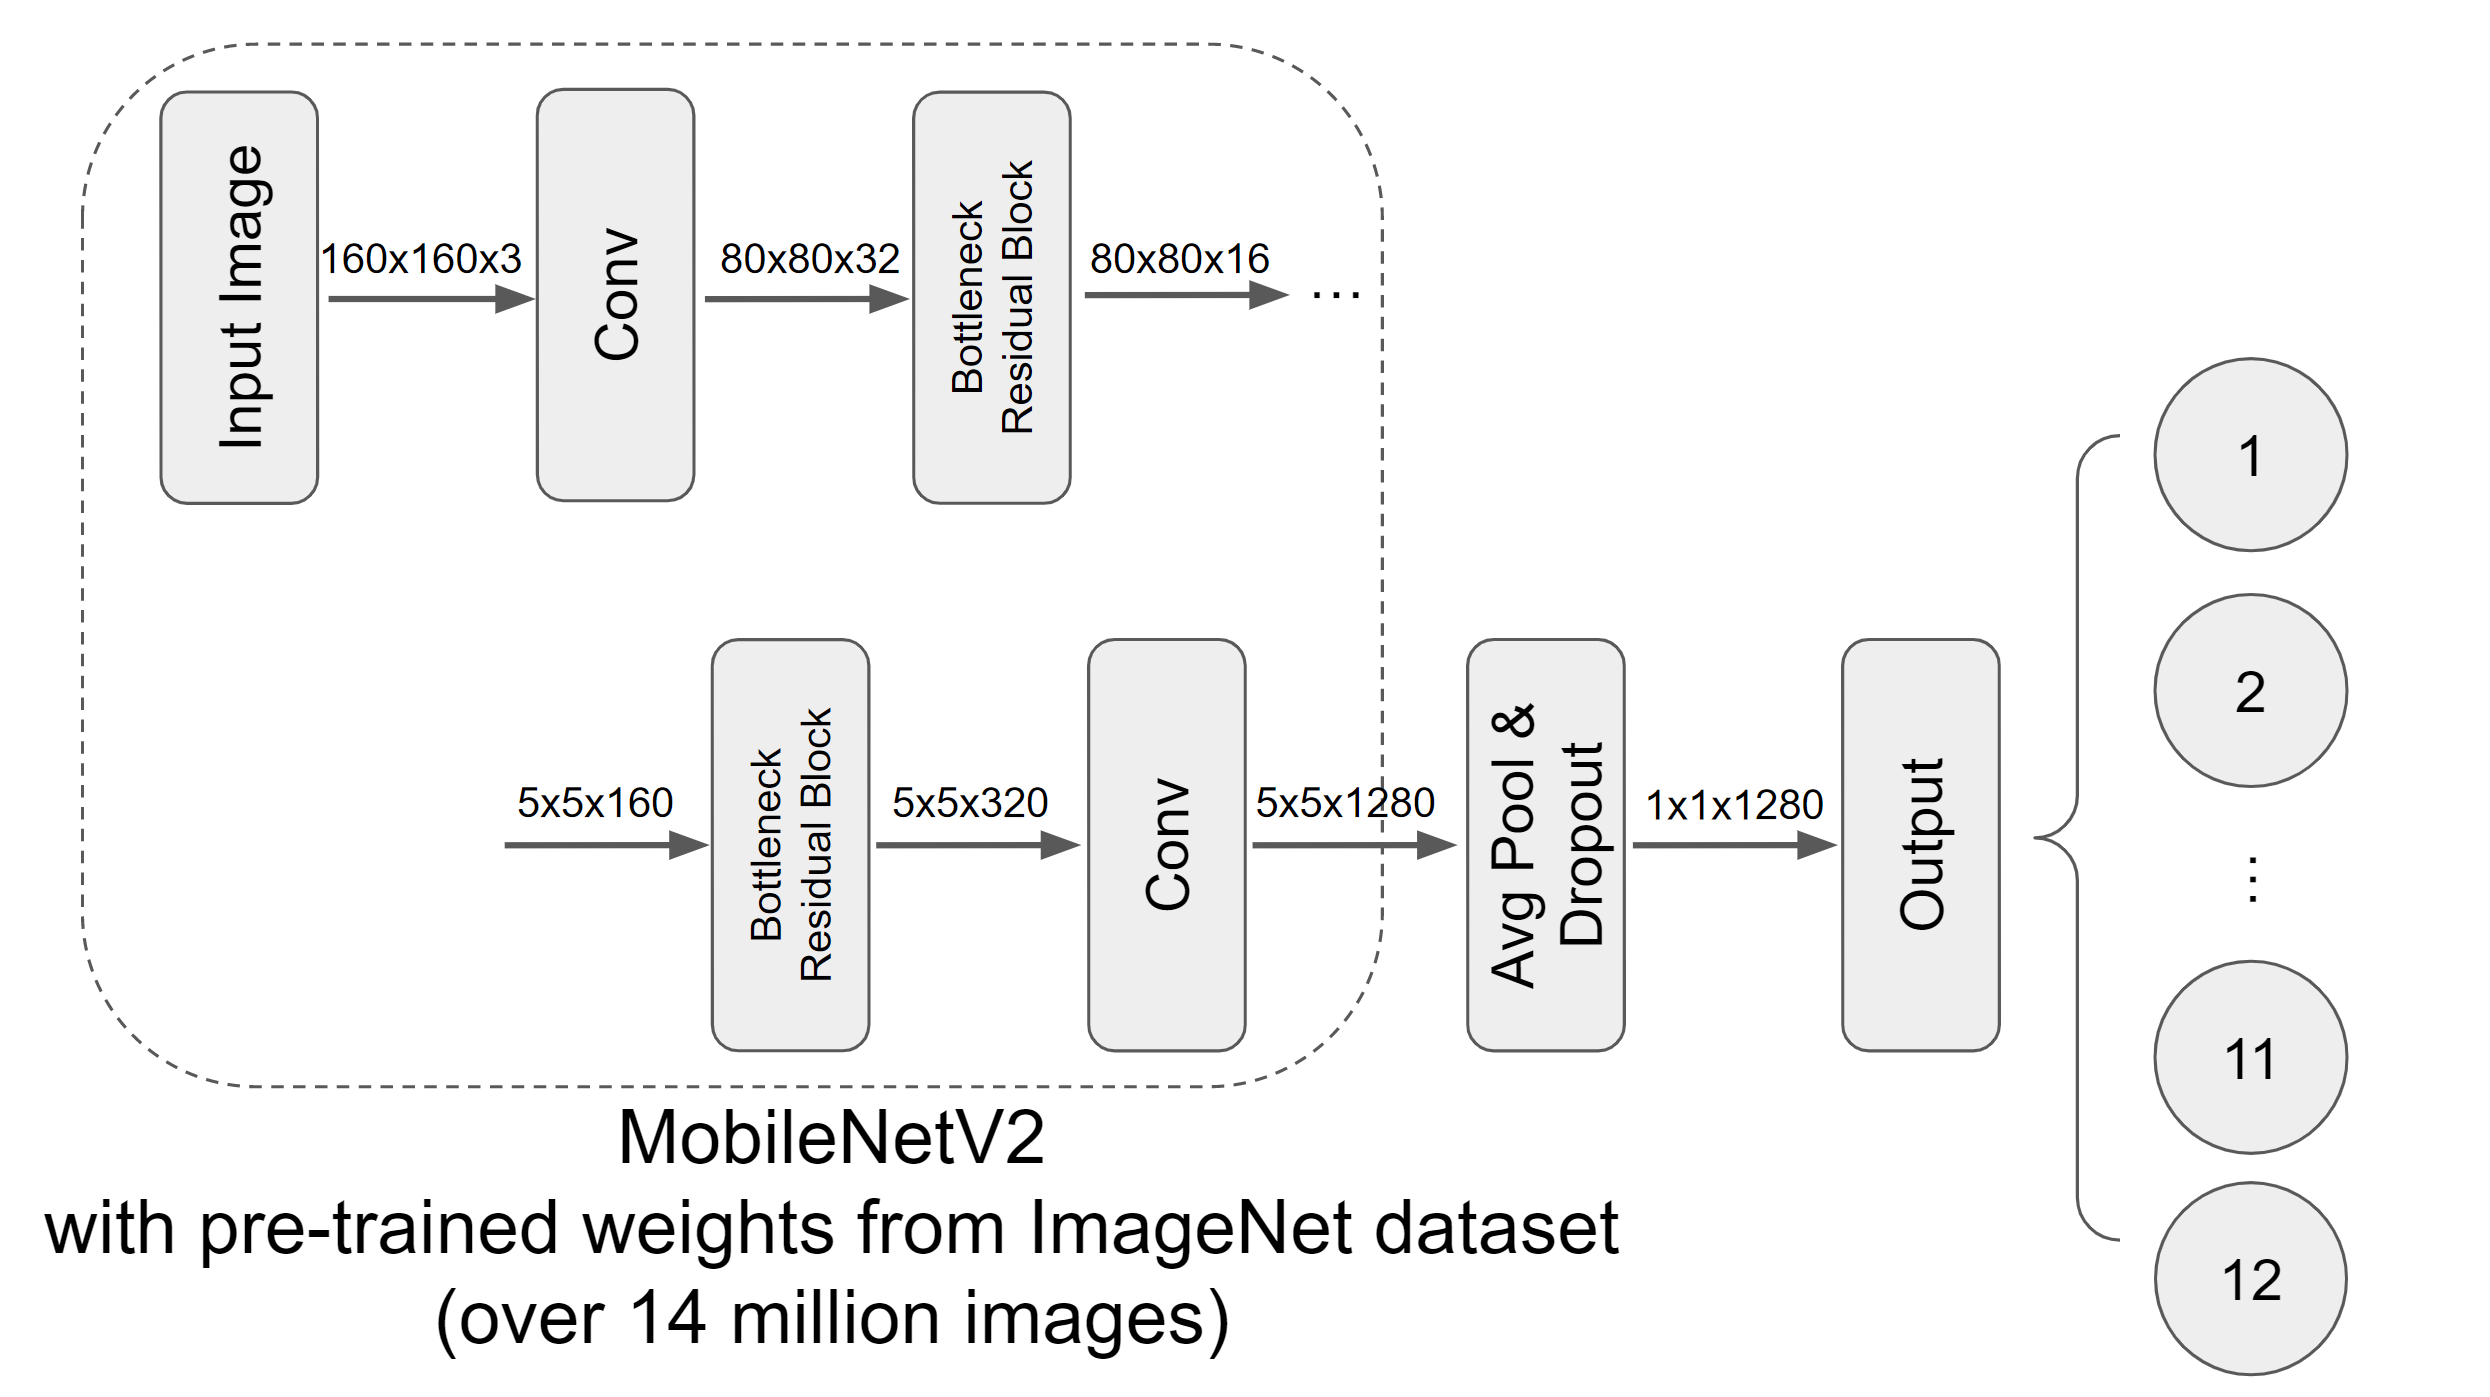 Input Image
160x160x3
Conv
80x80x32
Bottleneck
Residual Block
80x80x16
...
5x5x160
Bottleneck
Residual Block
5x5x320
Conv
5x5x1280
Avg Pool &
Dropout
1x1x1280
Output
1
2
...
11
12
MobileNetV2
with pre-trained weights from ImageNet dataset
(over 14 million images)